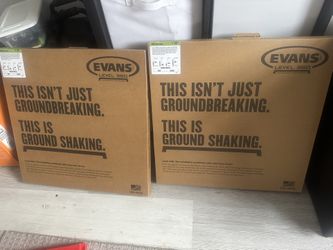 EVANS
LEVEL 360
THIS ISN'T JUST
GROUNDBREAKING.
THIS IS
GROUND SHAKING.
EVANS
LEVEL 360
THIS ISN'T JUST
GROUNDBREAKING.
THIS IS
GROUND SHAKING.